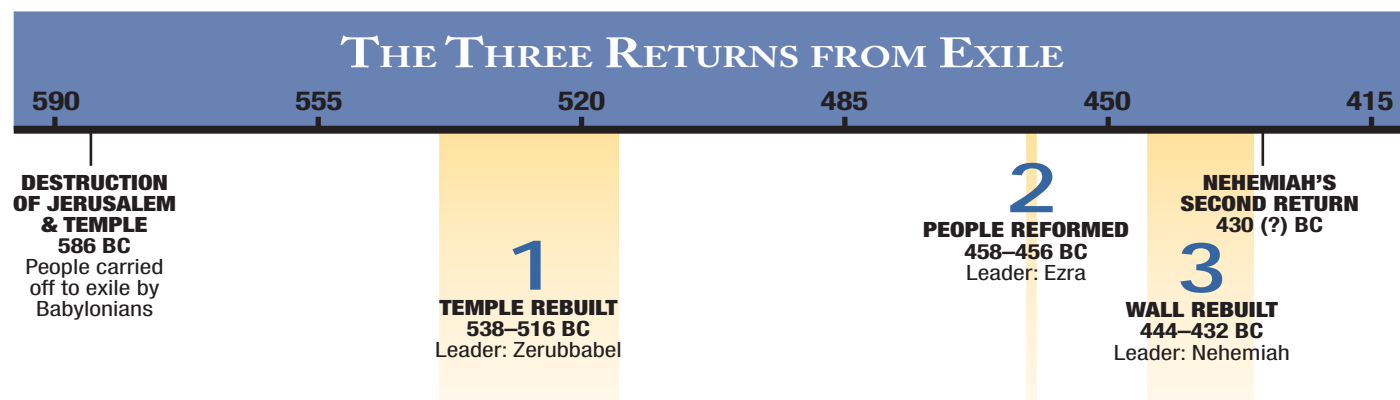 THE THREE RETURNS FROM EXILE
590 555 520 485 450 415
DESTRUCTION
OF JERUSALEM
& TEMPLE
586 BC
People carried
off to exile by
Babylonians
1
TEMPLE REBUILT
538–516 BC
Leader: Zerubbabel
2
PEOPLE REFORMED
458–456 BC
Leader: Ezra
NEHEMIAH’S
SECOND RETURN
430 (?) BC
3
WALL REBUILT
444–432 BC
Leader: Nehemiah